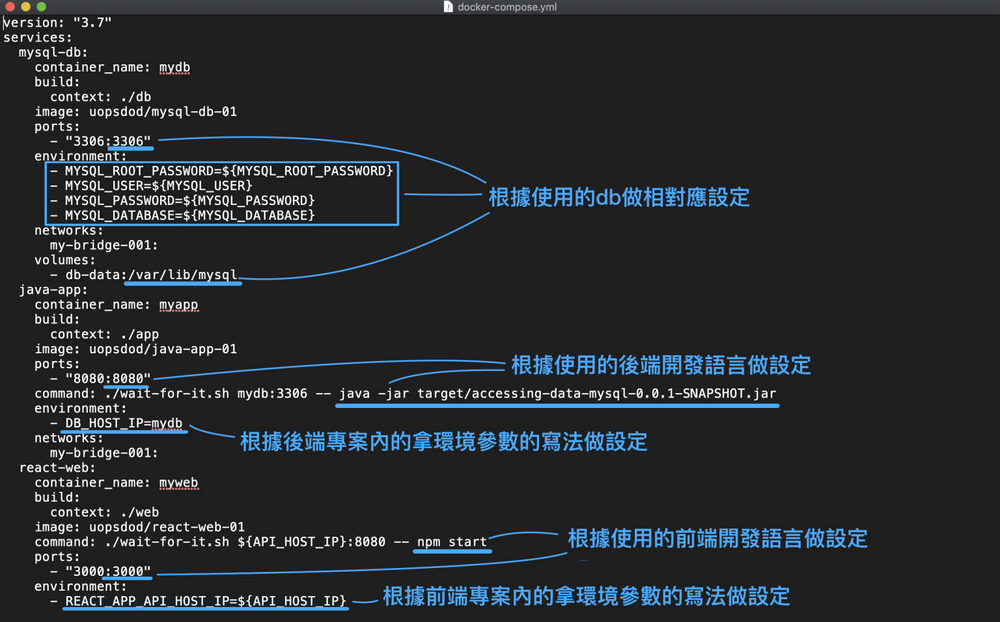 docker-compose.yml
version: "3.7"
services:
  mysql-db:
    container_name: mydb
    build:
      context: ./db
    image: uopsdod/mysql-db-01
    ports:
      - "3306:3306"
    environment:
      - MYSQL_ROOT_PASSWORD=${MYSQL_ROOT_PASSWORD}
      - MYSQL_USER=${MYSQL_USER}
      - MYSQL_PASSWORD=${MYSQL_PASSWORD}
      - MYSQL_DATABASE=${MYSQL_DATABASE}
根據使用的db做相對應設定
    networks:
      my-bridge-001:
    volumes:
      - db-data:/var/lib/mysql
  java-app:
    container_name: myapp
    build:
      context: ./app
    image: uopsdod/java-app-01
    ports:
      - "8080:8080"
根據使用的後端開發語言做設定
    command: ./wait-for-it.sh mydb:3306 -- java -jar target/accessing-data-mysql-0.0.1-SNAPSHOT.jar
    environment:
      - DB_HOST_IP=mydb
根據後端專案內的拿環境參數的寫法做設定
    networks:
      my-bridge-001:
  react-web:
    container_name: myweb
    build:
      context: ./web
    image: uopsdod/react-web-01
    command: ./wait-for-it.sh ${API_HOST_IP}:8080 -- npm start
根據使用的前端開發語言做設定
    ports:
      - "3000:3000"
    environment:
      - REACT_APP_API_HOST_IP=${API_HOST_IP}
根據前端專案內的拿環境參數的寫法做設定